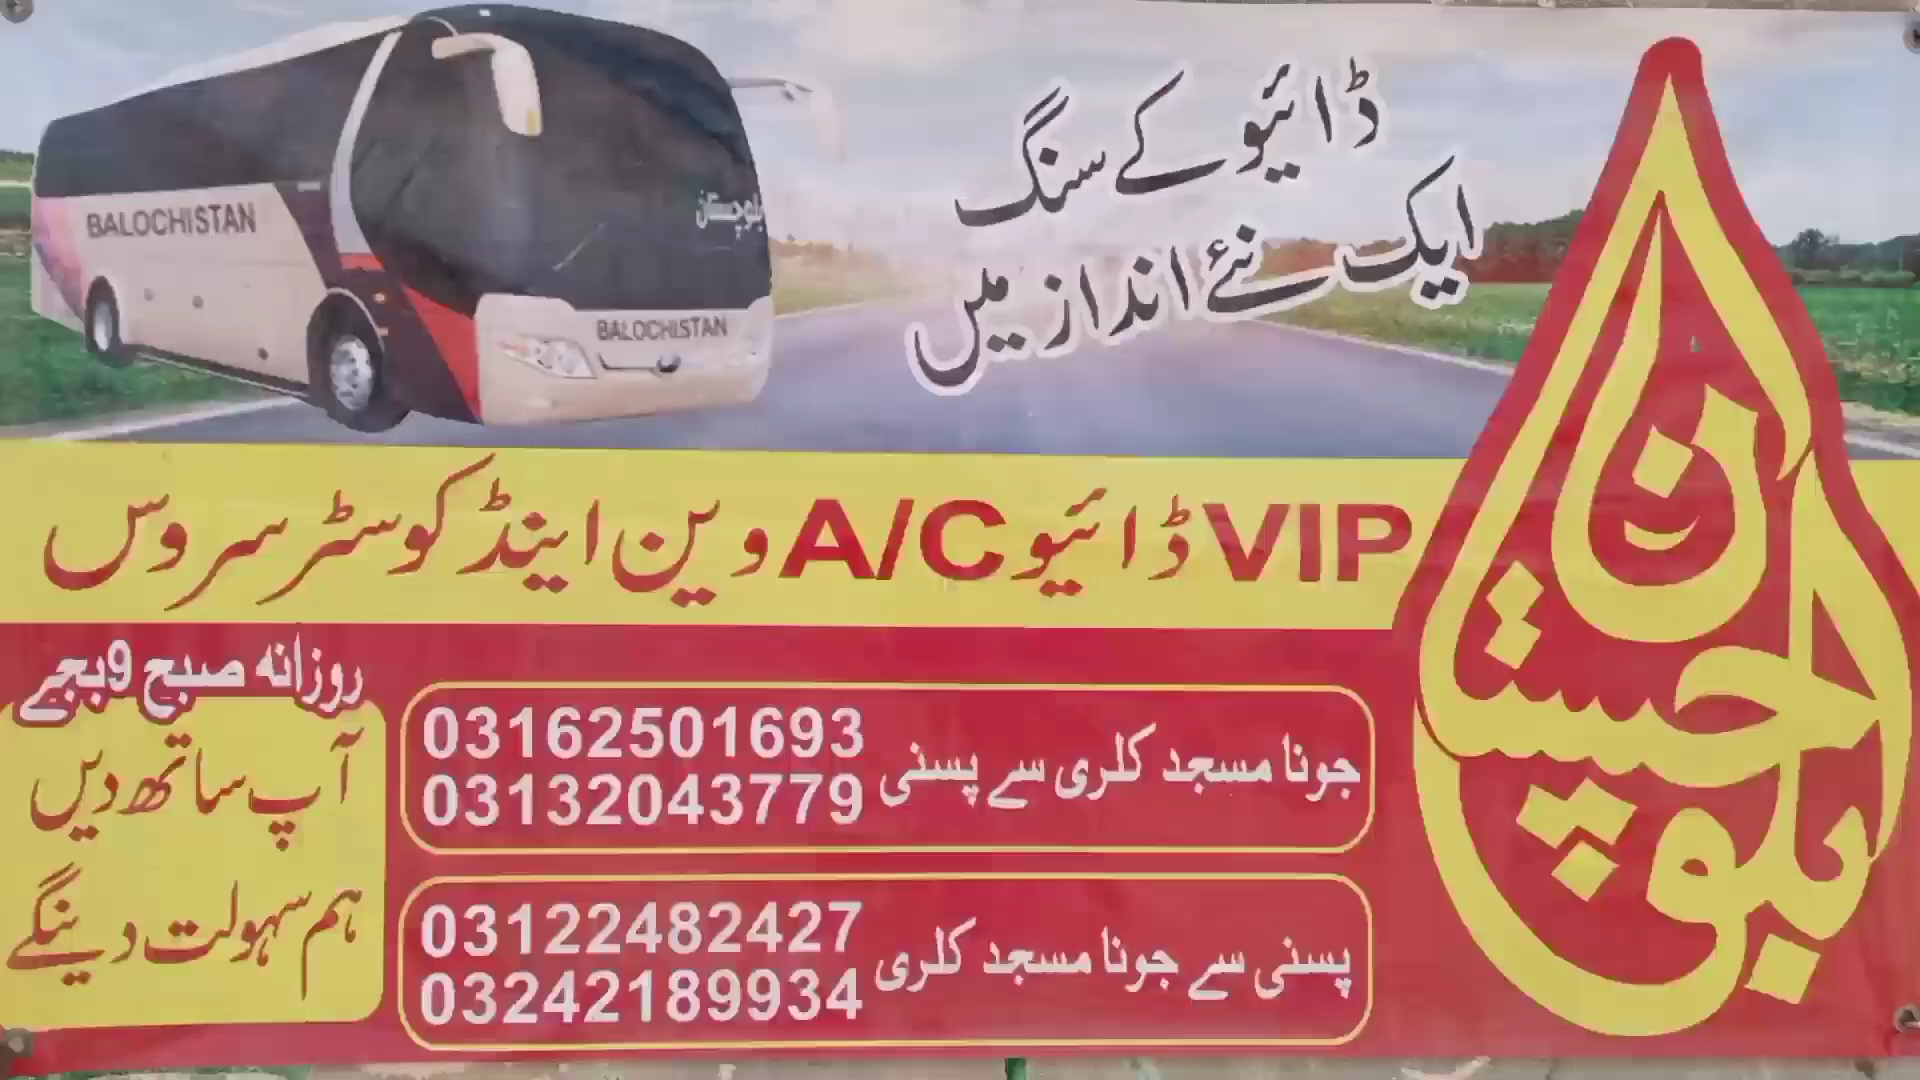 ڈائیو کے سنگ
ایک نئے انداز میں
BALOCHISTAN
بلوچستان
BALOCHISTAN
بلوچستان
VIP ڈائیو A/C وین اینڈ کوسٹر سروس
روزانہ صبح 9 بجے
آپ ساتھ دیں
ہم سہولت دینگے
جونا مسجد کلری سے پسنی 03162501693
03132043779
پسنی سے جونا مسجد کلری 03122482427
03242189934